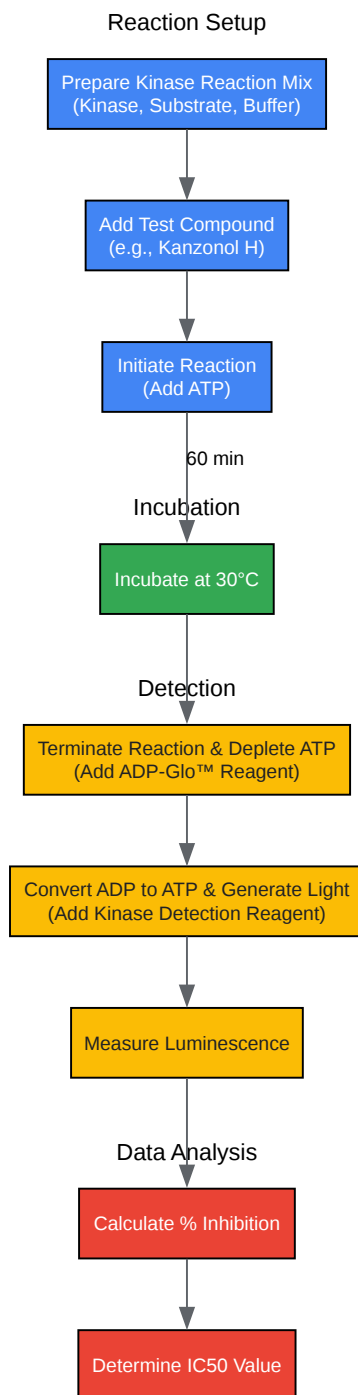 Reaction Setup
Prepare Kinase Reaction Mix
(Kinase, Substrate, Buffer)
Add Test Compound
(e.g., Kanzonol H)
Initiate Reaction
(Add ATP)
60 min
Incubation
Incubate at 30°C
Detection
Terminate Reaction & Deplete ATP
(Add ADP-Glo™ Reagent)
Convert ADP to ATP & Generate Light
(Add Kinase Detection Reagent)
Measure Luminescence
Data Analysis
Calculate % Inhibition
Determine IC50 Value